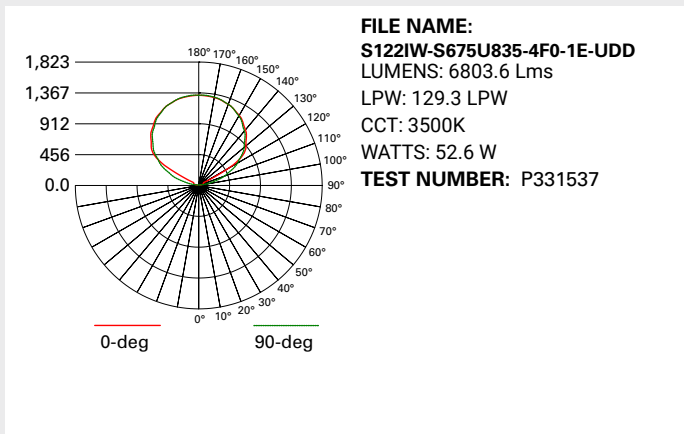 FILE NAME:
S122IW-S675U835-4F0-1E-UDD
LUMENS: 6803.6 Lms
LPW: 129.3 LPW
CCT: 3500K
WATTS: 52.6 W
TEST NUMBER: P331537
1,823
1,367
912
456
0.0
180°
170°
160°
150°
140°
130°
120°
110°
100°
90°
80°
70°
60°
50°
40°
30°
20°
10°
0°
0-deg
90-deg